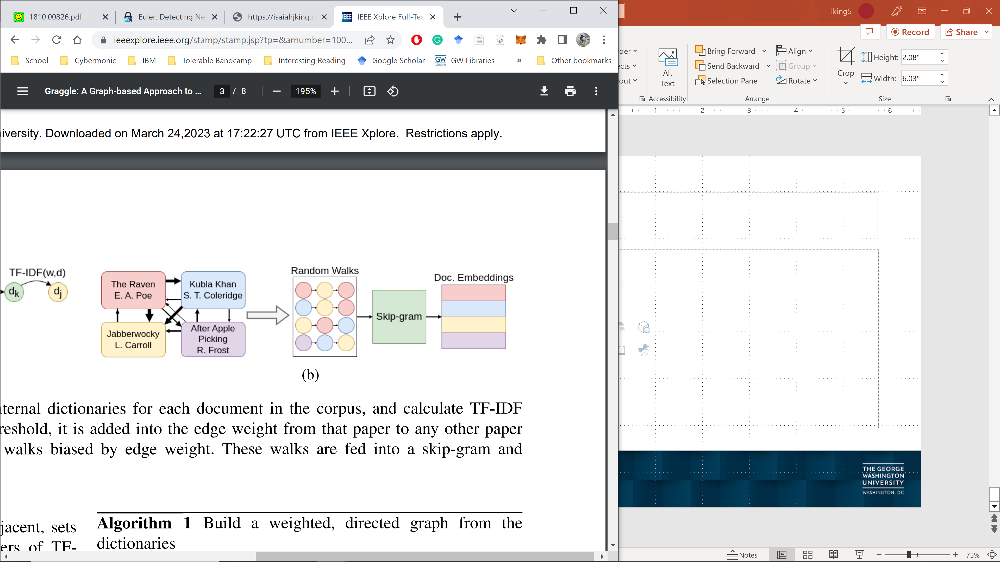 1810.00826.pdf
Euler: Detecting Ne
https://isaiahjking.c
IEEE
IEEE Xplore Full-Tex
iking5
I
ieeexplore.ieee.org/stamp/stamp.jsp?tp=&arnumber=100...
School
Cybermonic
IBM
Tolerable Bandcamp
Interesting Reading
Google Scholar
GW Libraries
GW Libraries
»
Other bookmarks
Record
Share
der
ects
out
Alt
Text
Bring Forward
Send Backward
Selection Pane
Align
Group
Rotate
Crop
Height:
2.08"
Width:
6.03"
Accessibility
Arrange
Size
Graggle: A Graph-based Approach to ...
3 / 8
195%
1 2 3 4 5 6
iversity. Downloaded on March 24,2023 at 17:22:27 UTC from IEEE Xplore. Restrictions apply.
TF-IDF(w,d)
dk
dj
The Raven
E. A. Poe
Kubla Khan
S. T. Coleridge
Jabberwocky
L. Carroll
After Apple
Picking
R. Frost
Random Walks
Skip-gram
Doc. Embeddings
(b)
ternal dictionaries for each document in the corpus, and calculate TF-IDF
reshold, it is added into the edge weight from that paper to any other paper
walks biased by edge weight. These walks are fed into a skip-gram and
jacent, sets
ers of TF-
Algorithm 1 Build a weighted, directed graph from the
dictionaries
THE GEORGE
WASHINGTON
UNIVERSITY
WASHINGTON, DC
Notes
75%